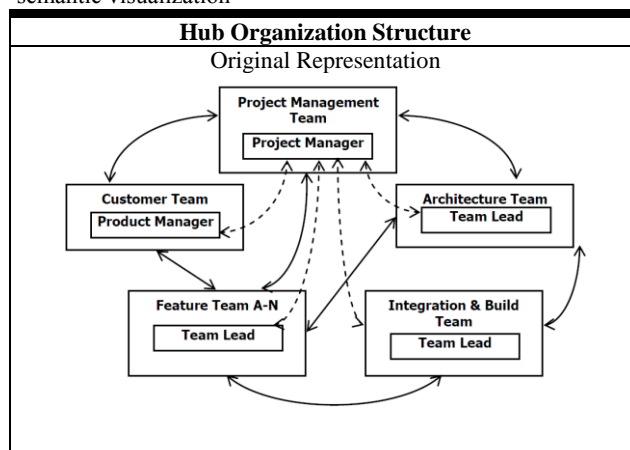 semantic visualization
Hub Organization Structure
Original Representation
Project Management
Team
Project Manager
Customer Team
Product Manager
Architecture Team
Team Lead
Feature Team A-N
Team Lead
Integration & Build
Team
Team Lead